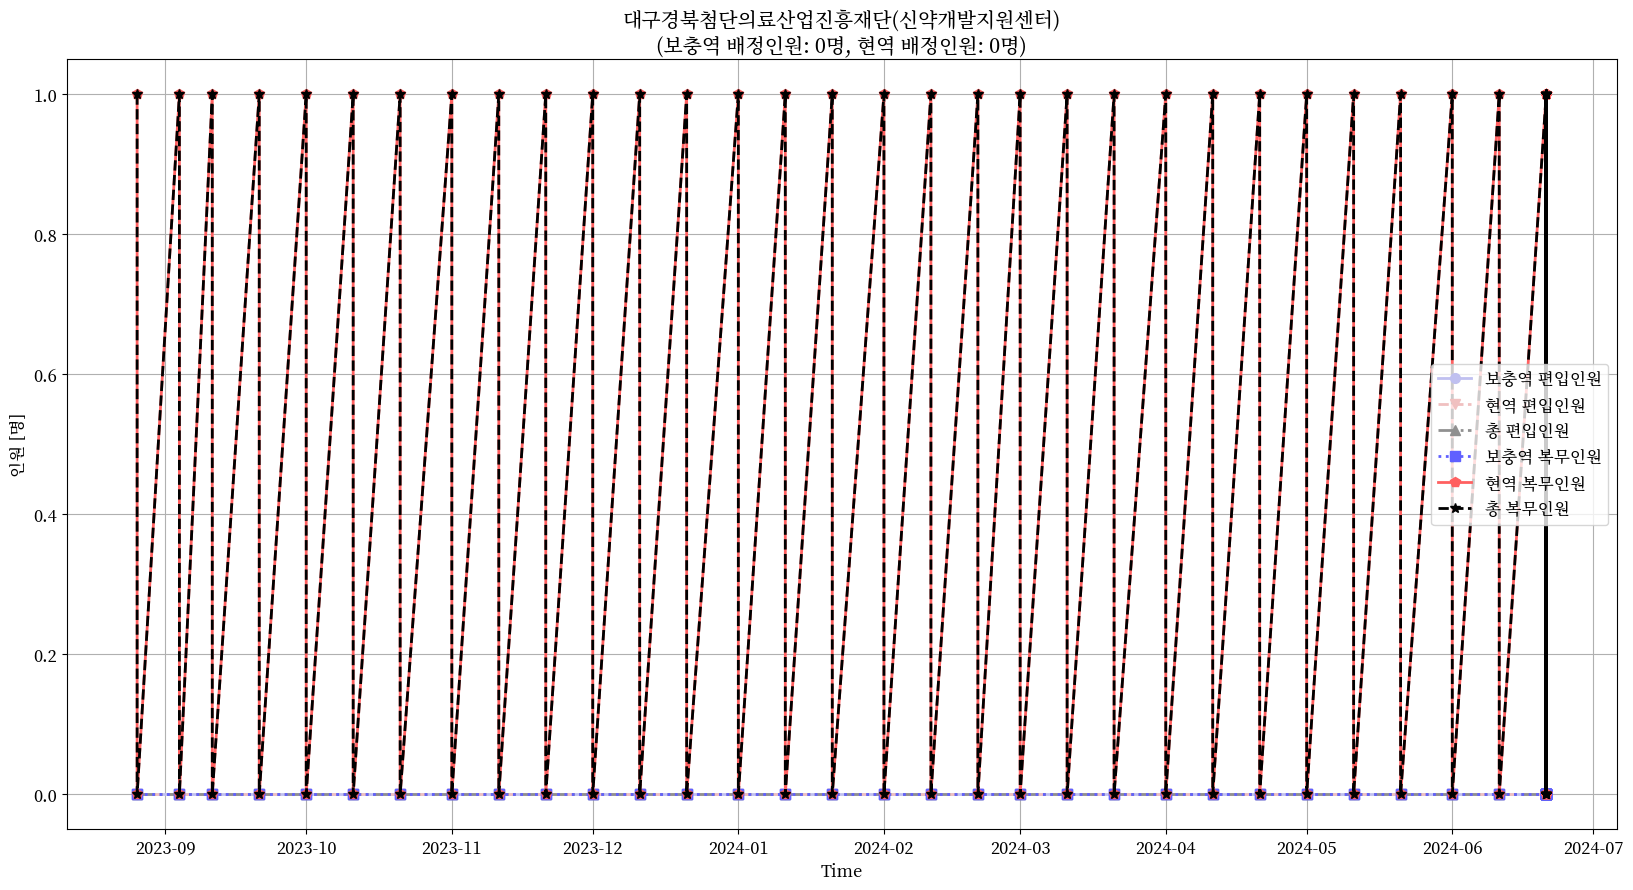 대구경북첨단의료산업진흥재단(신약개발지원센터)
(보충역 배정인원: 0명, 현역 배정인원: 0명)
인원 [명]
1.0
0.8
0.6
0.4
0.2
0.0
보충역 편입인원
현역 편입인원
총 편입인원
보충역 복무인원
현역 복무인원
총 복무인원
2023-09 2023-10 2023-11 2023-12 2024-01 2024-02 2024-03 2024-04 2024-05 2024-06 2024-07
Time